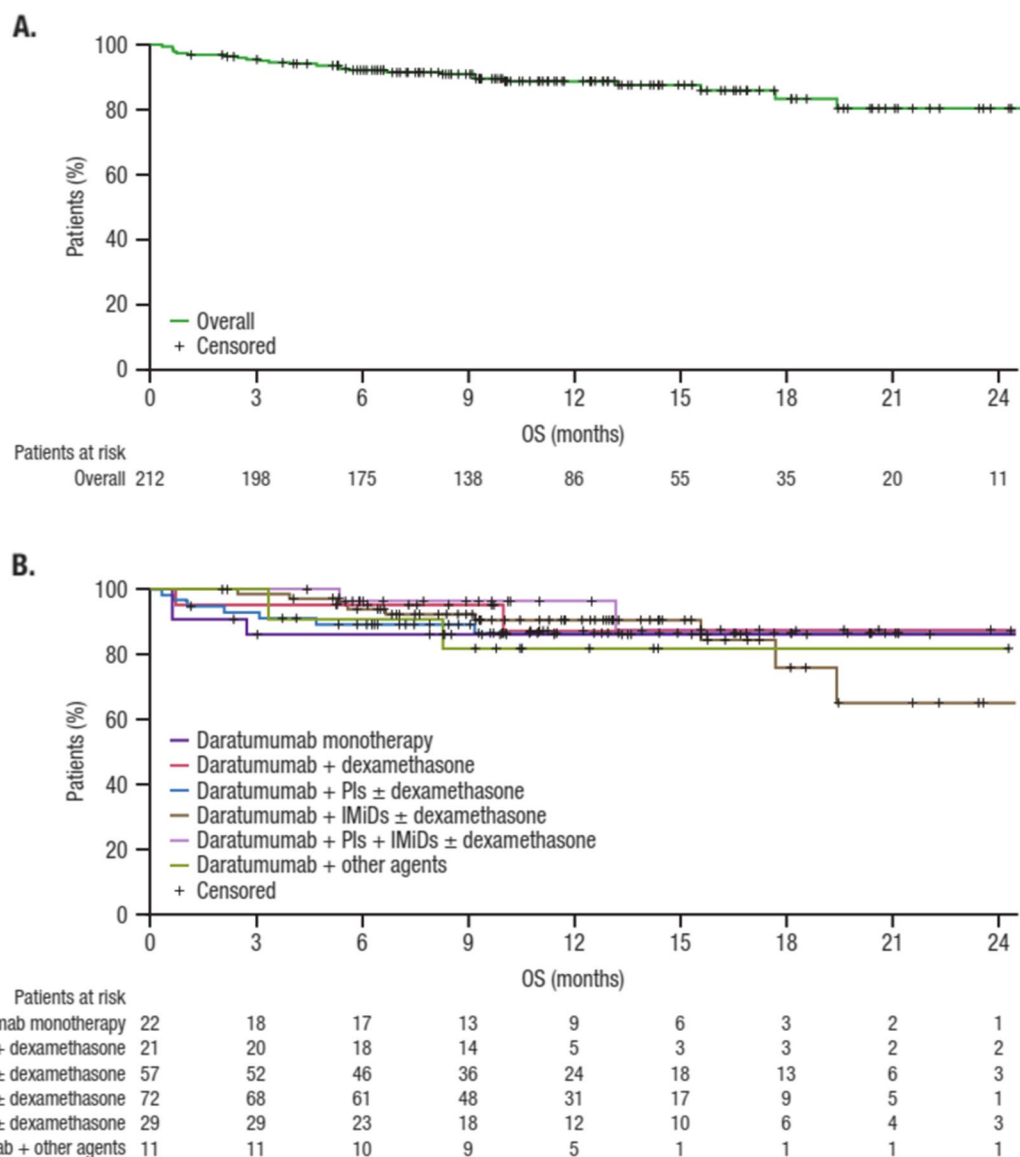 A.
100
80
60
40
20
0
Patients (%)
Overall
+ Censored
0 3 6 9 12 15 18 21 24
OS (months)
Patients at risk
Overall 212 198 175 138 86 55 35 20 11
B.
100
80
60
40
20
0
Patients (%)
Daratumumab monotherapy
Daratumumab + dexamethasone
Daratumumab + PIs ± dexamethasone
Daratumumab + IMiDs ± dexamethasone
Daratumumab + PIs + IMiDs ± dexamethasone
Daratumumab + other agents
+ Censored
0 3 6 9 12 15 18 21 24
OS (months)
Patients at risk
mab monotherapy 22 18 17 13 9 6 3 2 1
+ dexamethasone 21 20 18 14 5 3 3 2 2
± dexamethasone 57 52 46 36 24 18 13 6 3
± dexamethasone 72 68 61 48 31 17 9 5 1
± dexamethasone 29 29 23 18 12 10 6 4 3
ab + other agents 11 11 10 9 5 1 1 1 1